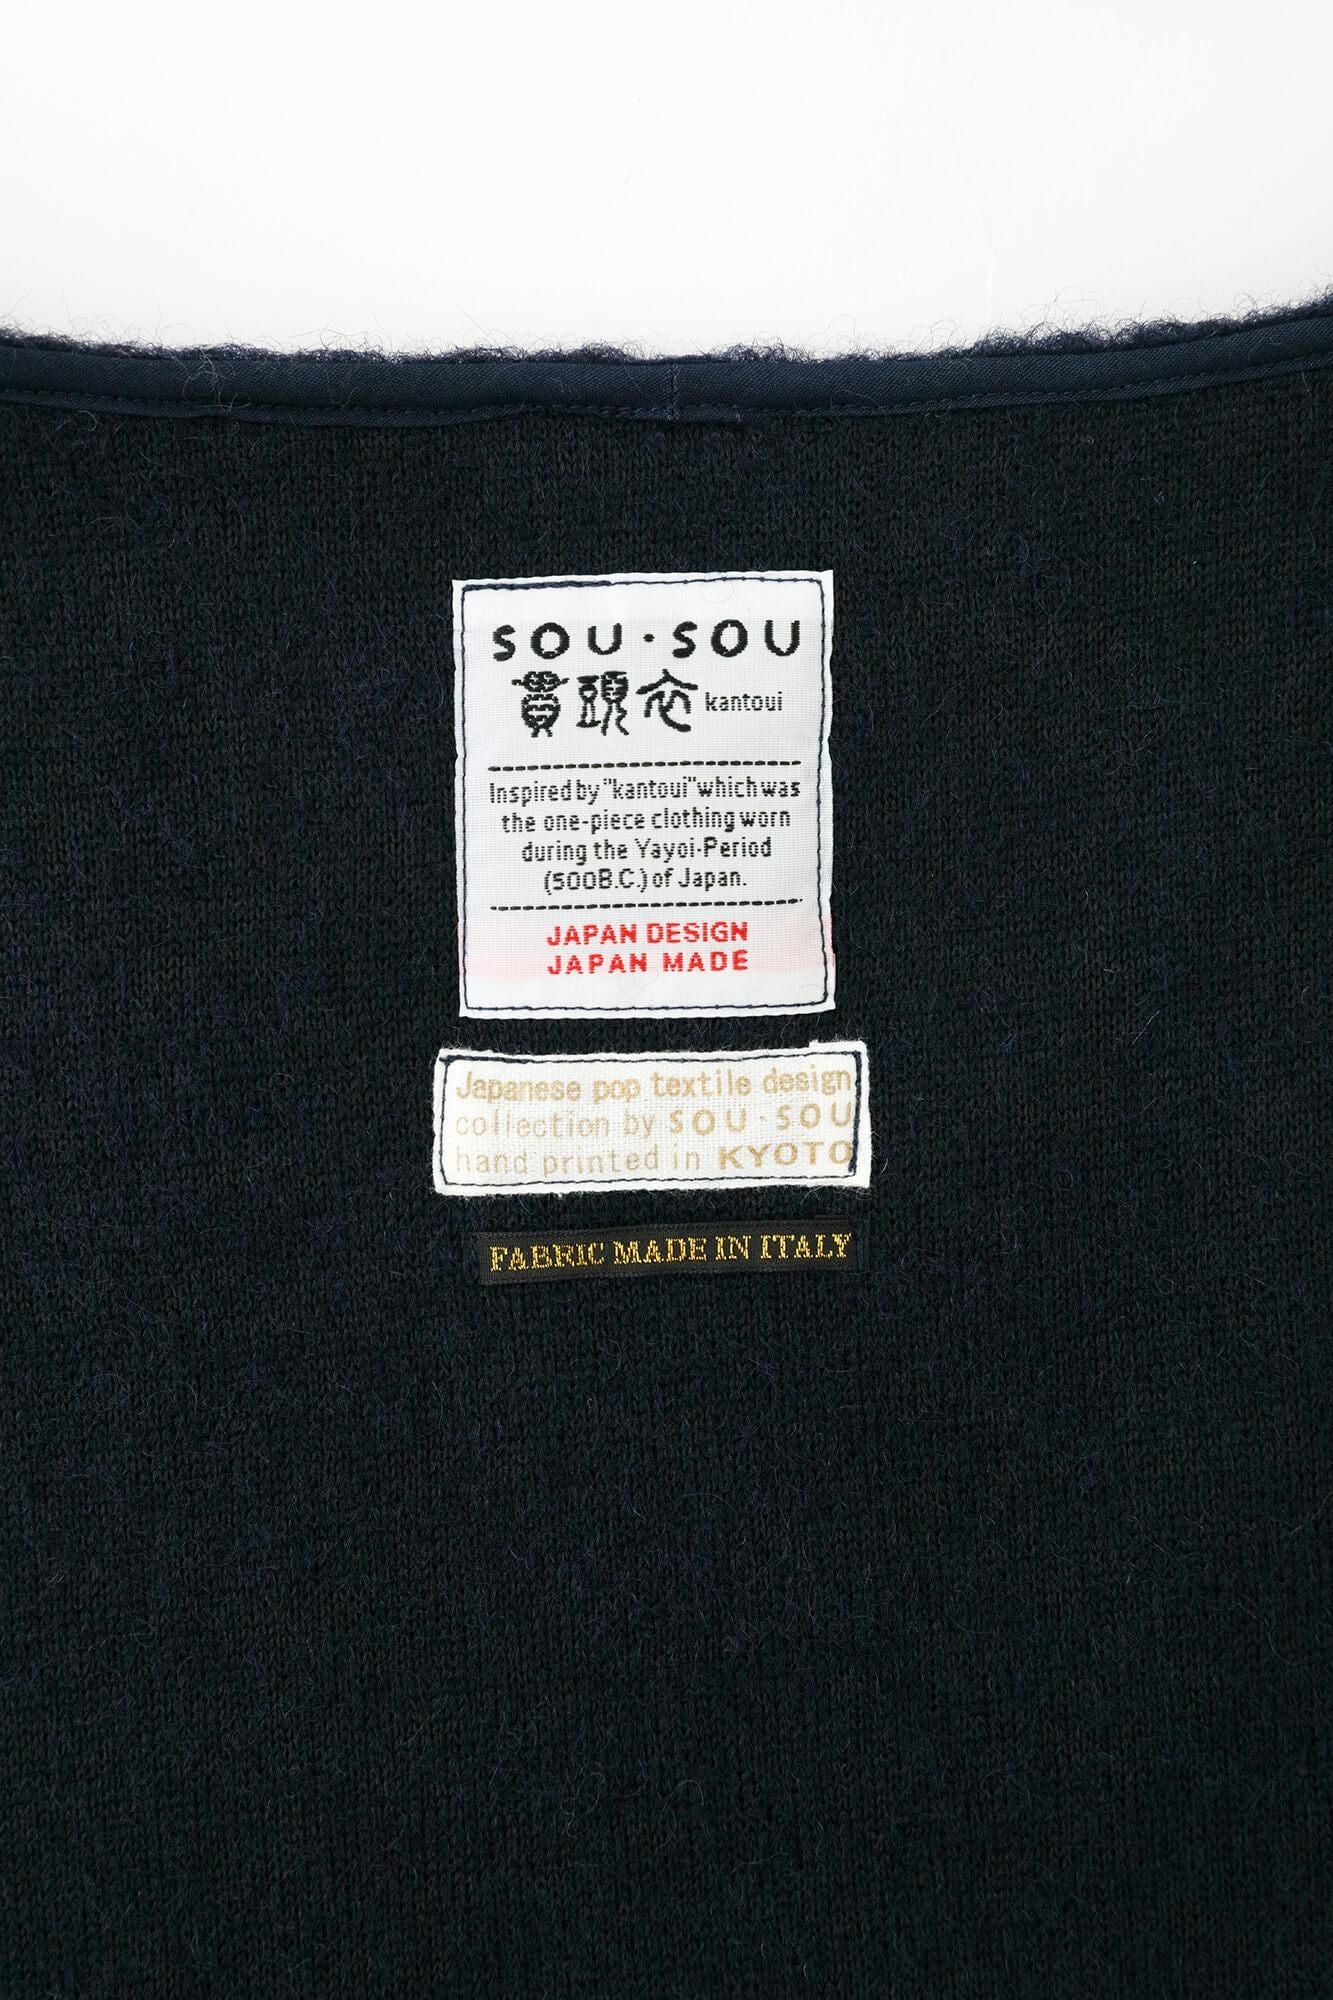 SOU・SOU
貫頭衣 kantoui
Inspired by "kantoui" which was
the one-piece clothing worn
during the Yayoi-Period
(500B.C.) of Japan.
JAPAN DESIGN
JAPAN MADE
Japanese pop textile design
collection by SOU・SOU
hand printed in KYOTO
FABRIC MADE IN ITALY